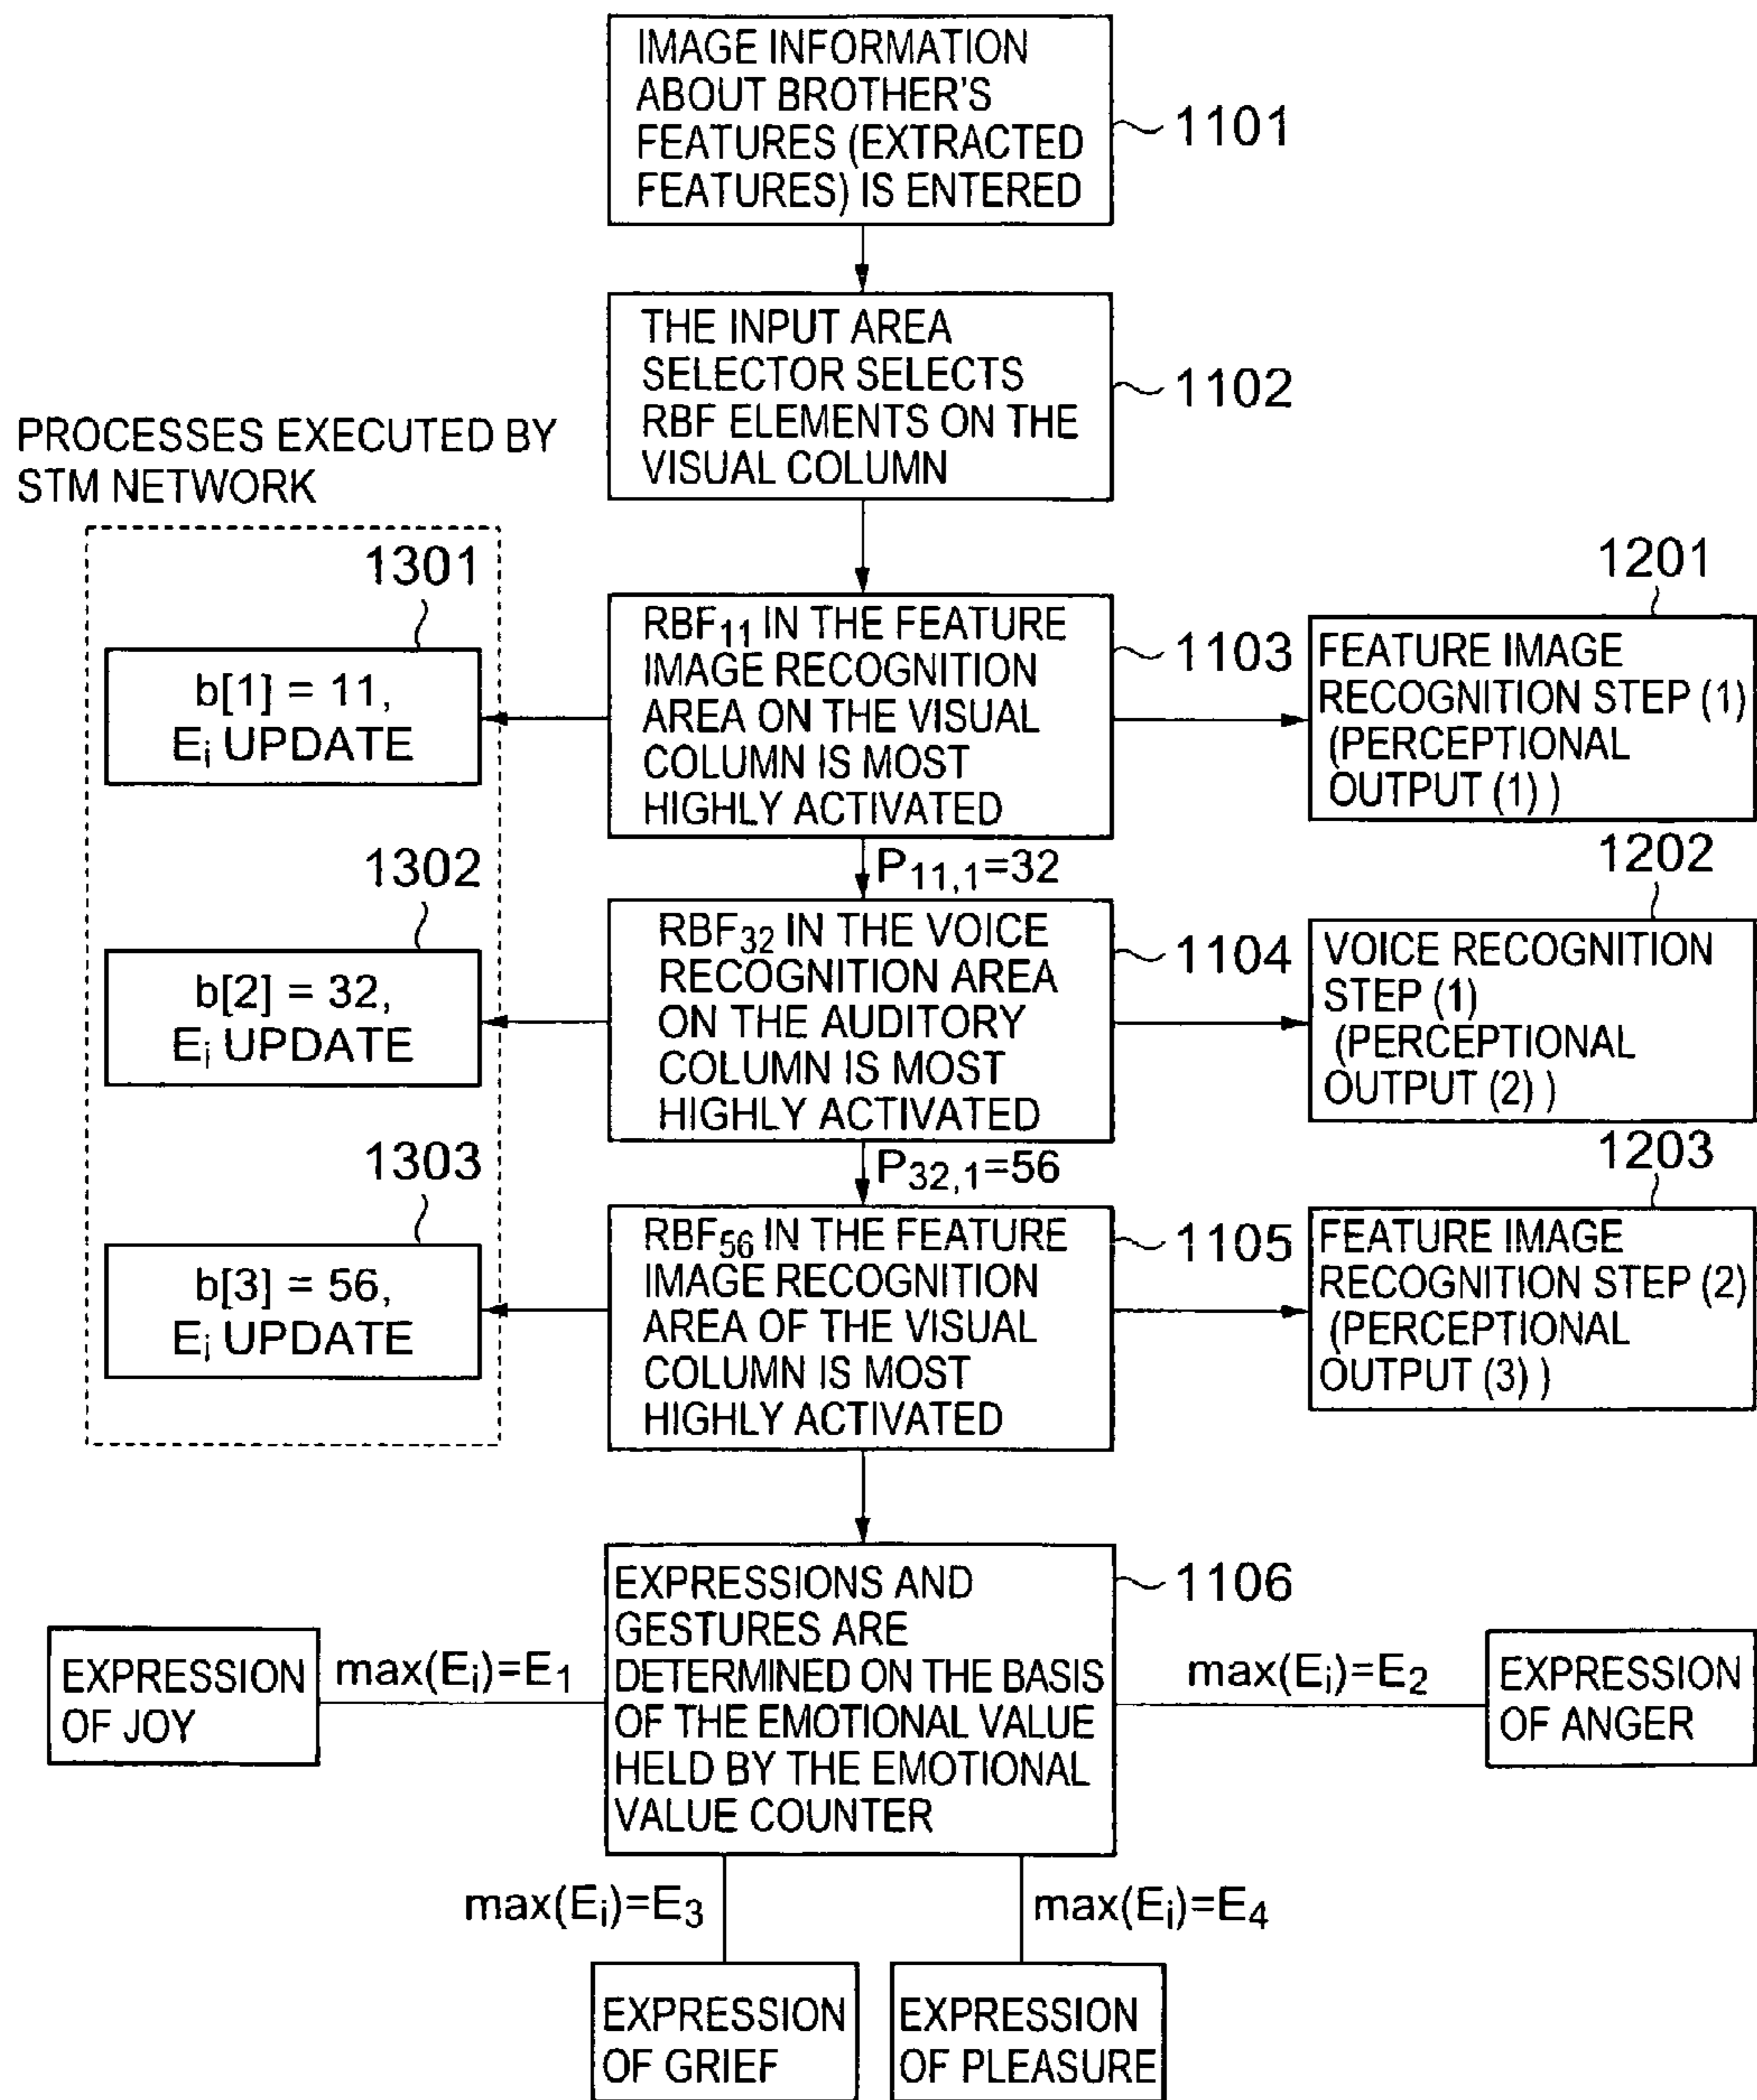 IMAGE INFORMATION
ABOUT BROTHER'S
FEATURES (EXTRACTED
FEATURES) IS ENTERED
1101
THE INPUT AREA
SELECTOR SELECTS
RBF ELEMENTS ON THE
VISUAL COLUMN
1102
PROCESSES EXECUTED BY
STM NETWORK
1301
b[1] = 11,
Ei UPDATE
RBF11 IN THE FEATURE
IMAGE RECOGNITION
AREA ON THE VISUAL
COLUMN IS MOST
HIGHLY ACTIVATED
1103
1201
FEATURE IMAGE
RECOGNITION STEP (1)
(PERCEPTIONAL
OUTPUT (1) )
P11,1=32
1302
b[2] = 32,
Ei UPDATE
RBF32 IN THE VOICE
RECOGNITION AREA
ON THE AUDITORY
COLUMN IS MOST
HIGHLY ACTIVATED
1104
1202
VOICE RECOGNITION
STEP (1)
(PERCEPTIONAL
OUTPUT (2) )
P32,1=56
1303
b[3] = 56,
Ei UPDATE
RBF56 IN THE FEATURE
IMAGE RECOGNITION
AREA OF THE VISUAL
COLUMN IS MOST
HIGHLY ACTIVATED
1105
1203
FEATURE IMAGE
RECOGNITION STEP (2)
(PERCEPTIONAL
OUTPUT (3) )
EXPRESSIONS AND
GESTURES ARE
DETERMINED ON THE BASIS
OF THE EMOTIONAL VALUE
HELD BY THE EMOTIONAL
VALUE COUNTER
1106
max(Ei)=E1
EXPRESSION
OF JOY
max(Ei)=E2
EXPRESSION
OF ANGER
max(Ei)=E3
EXPRESSION
OF GRIEF
max(Ei)=E4
EXPRESSION
OF PLEASURE